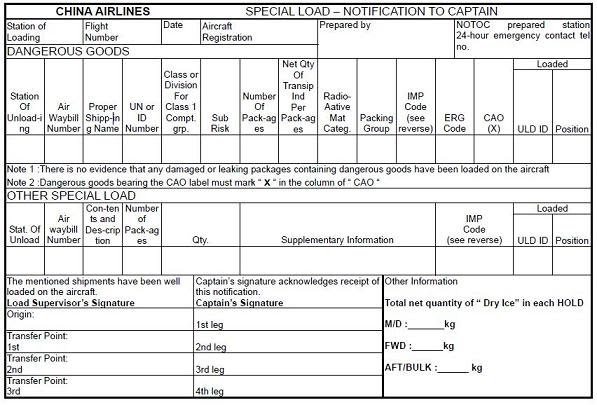 CHINA AIRLINES SPECIAL LOAD – NOTIFICATION TO CAPTAIN
Station of
Loading
Flight
Number
Date
Aircraft
Registration
Prepared by
NOTOC prepared station
24-hour emergency contact tel
no.
DANGEROUS GOODS
Station
Of
Unload-i
ng
Air
Waybill
Number
Proper
Shipp-in
g Name
UN or
ID
Number
Class or
Division
For
Class 1
Compt.
grp.
Sub
Risk
Number
Of
Pack-ag
es
Net Qty
Of
Transip
Ind
Per
Pack-ag
es
Radio-
Aative
Mat
Categ.
Packing
Group
IMP
Code
(see
reverse)
ERG
Code
CAO
(X)
Loaded
ULD ID
Position
Note 1 :There is no evidence that any damaged or leaking packages containing dangerous goods have been loaded on the aircraft
Note 2 :Dangerous goods bearing the CAO label must mark “ X “ in the column of “ CAO “
OTHER SPECIAL LOAD
Stat. Of
Unload
Air
waybill
Number
Con-ten
ts and
Des-crip
tion
Number
of
Pack-ag
es
Qty.
Supplementary Information
IMP
Code
(see reverse)
Loaded
ULD ID
Position
The mentioned shipments have been well
loaded on the aircraft.
Load Supervisor's Signature
Captain's signature acknowledges receipt of
this notification.
Captain's Signature
Other Information
Total net quantity of “ Dry Ice” in each HOLD
M/D :______kg
FWD :______kg
AFT/BULK :_____ kg
Origin:
1st leg
Transfer Point:
1st
2nd leg
Transfer Point:
2nd
3rd leg
Transfer Point:
3rd
4th leg